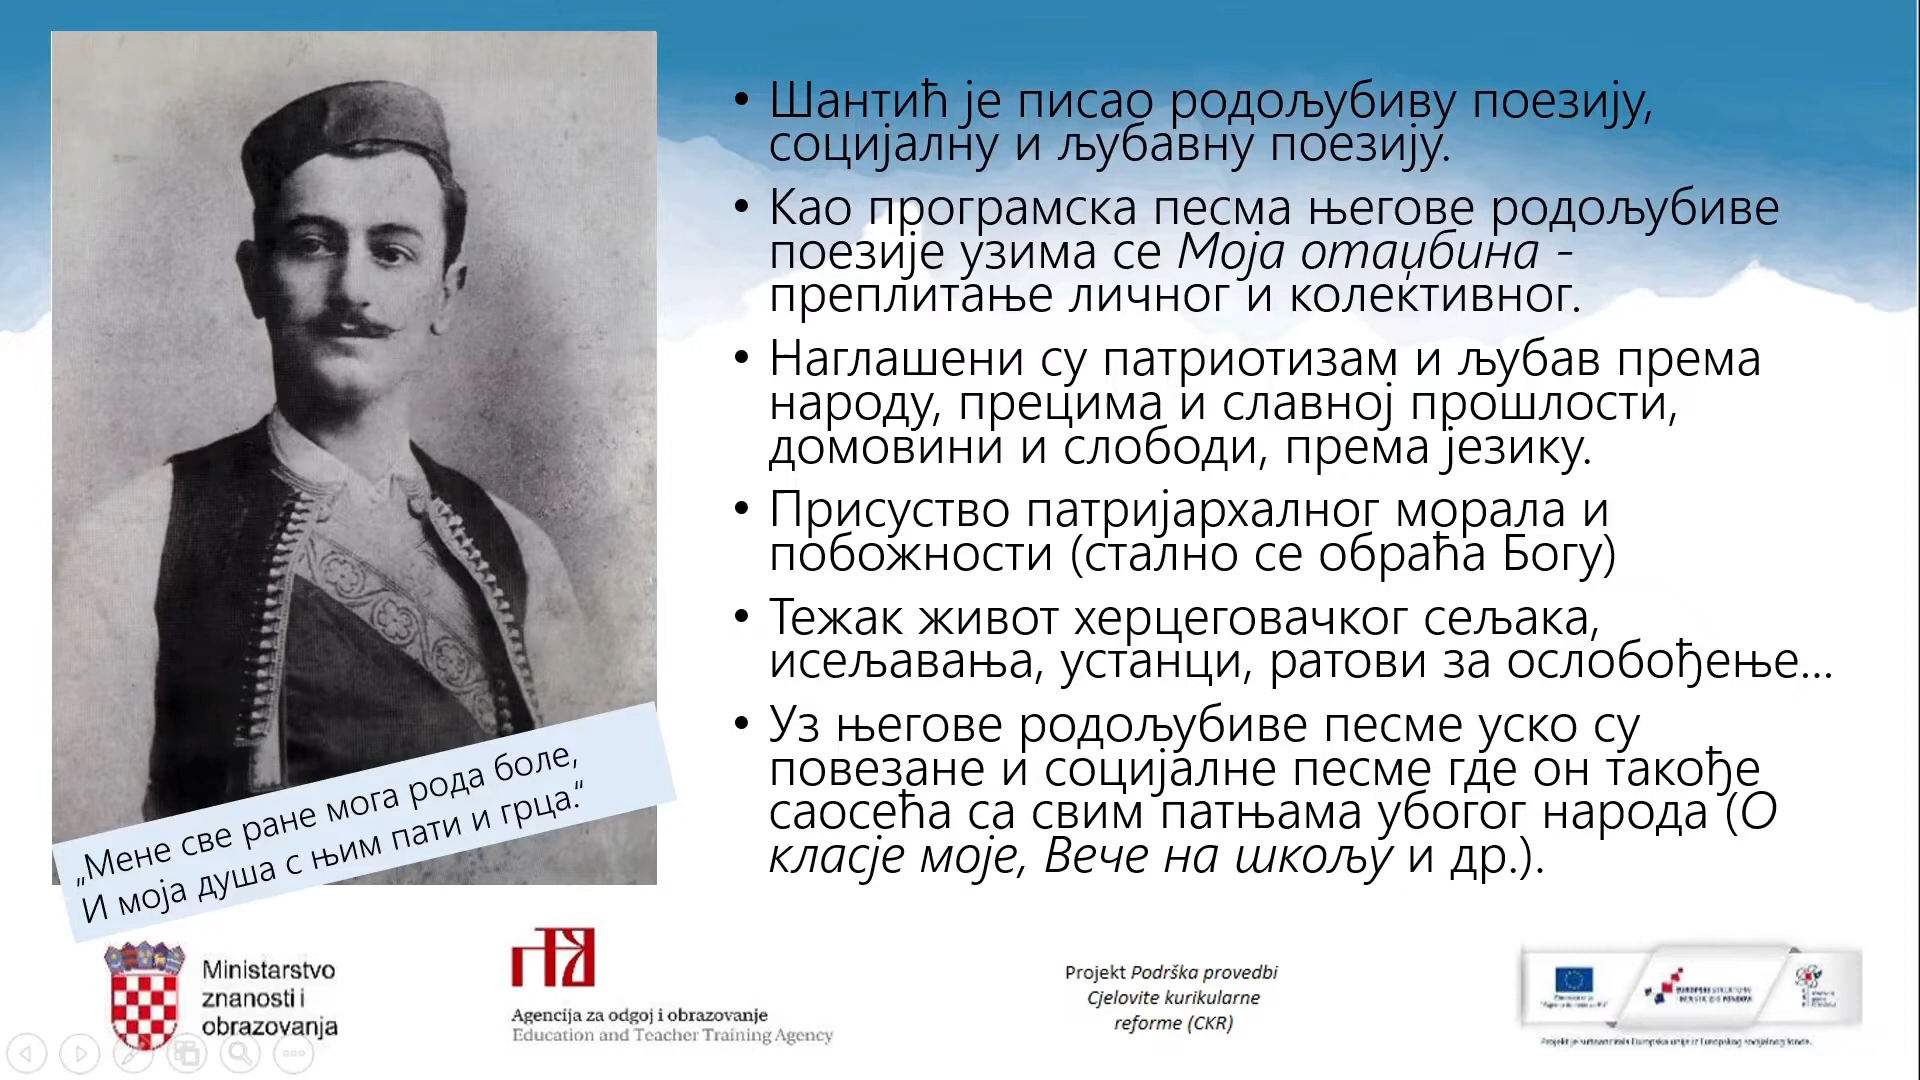 • Шантић је писао родољубиву поезију,
социјалну и љубавну поезију.
• Као програмска песма његове родољубиве
поезије узима се Моја отаџбина -
преплитање личног и колективног.
• Наглашени су патриотизам и љубав према
народу, прецима и славној прошлости,
домовини и слободи, према језику.
• Присуство патријархалног морала и
побожности (стално се обраћа Богу)
• Тежак живот херцеговачког сељака,
исељавања, устанци, ратови за ослобођење...
• Уз његове родољубиве песме уско су
повезане и социјалне песме где он такође
саосећа са свим патњама убогог народа (О
класје моје, Вече на шкољу и др.).
„Мене све ране мога рода боле,
И моја душа с њим пати и грца.“
Ministarstvo
znanosti i
obrazovanja
Agencija za odgoj i obrazovanje
Education and Teacher Training Agency
Projekt Podrška provedbi
Cjelovite kurikularne
reforme (CKR)